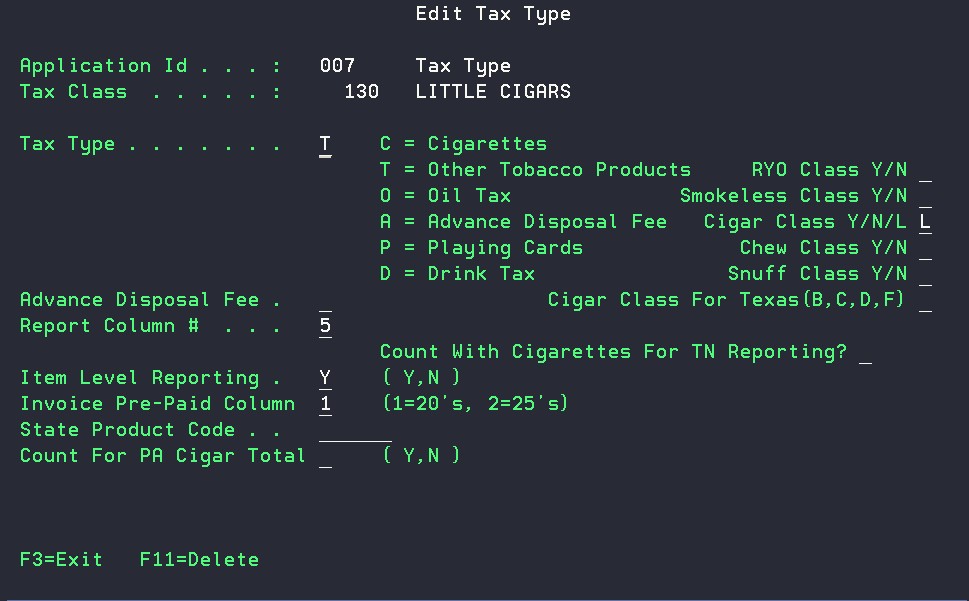 Edit Tax Type
Application Id . . . : 007 Tax Type
Tax Class . . . . . : 130 LITTLE CIGARS
Tax Type . . . . . . . T C = Cigarettes
T = Other Tobacco Products RYO Class Y/N _
O = Oil Tax Smokeless Class Y/N _
A = Advance Disposal Fee Cigar Class Y/N/L L
P = Playing Cards Chew Class Y/N _
D = Drink Tax Snuff Class Y/N _
Advance Disposal Fee . _ Cigar Class For Texas(B,C,D,F) _
Report Column # . . . 5
Count With Cigarettes For TN Reporting? _
Item Level Reporting . Y ( Y,N )
Invoice Pre-Paid Column 1 (1=20's, 2=25's)
State Product Code . . ______
Count For PA Cigar Total _ ( Y,N )
F3=Exit F11=Delete